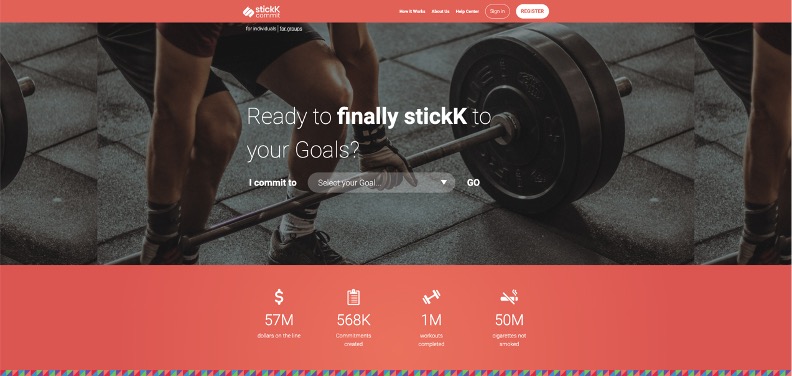 stickK
commit
How It Works
About Us
Help Center
Sign in
REGISTER
for individuals | for groups
Ready to finally stickK to
your Goals?
I commit to
Select your Goal...
GO
$
57M
dollars on the line
568K
Commitments
created
1M
workouts
completed
50M
cigarettes not
smoked